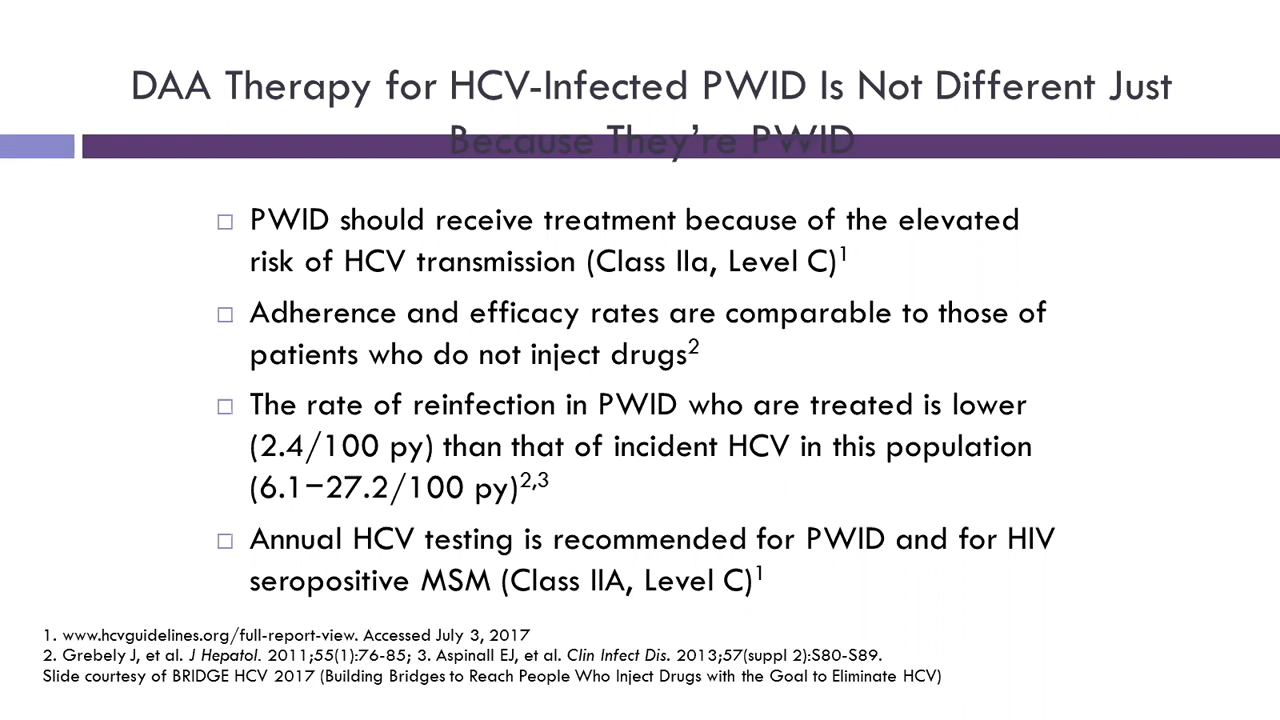 DAA Therapy for HCV-Infected PWID Is Not Different Just
Because They're PWID
PWID should receive treatment because of the elevated
risk of HCV transmission (Class IIa, Level C)1
Adherence and efficacy rates are comparable to those of
patients who do not inject drugs2
The rate of reinfection in PWID who are treated is lower
(2.4/100 py) than that of incident HCV in this population
(6.1–27.2/100 py)2,3
Annual HCV testing is recommended for PWID and for HIV
seropositive MSM (Class IIA, Level C)1
1. www.hcvguidelines.org/full-report-view. Accessed July 3, 2017
2. Grebely J, et al. J Hepatol. 2011;55(1):76-85; 3. Aspinall EJ, et al. Clin Infect Dis. 2013;57(suppl 2):S80-S89.
Slide courtesy of BRIDGE HCV 2017 (Building Bridges to Reach People Who Inject Drugs with the Goal to Eliminate HCV)